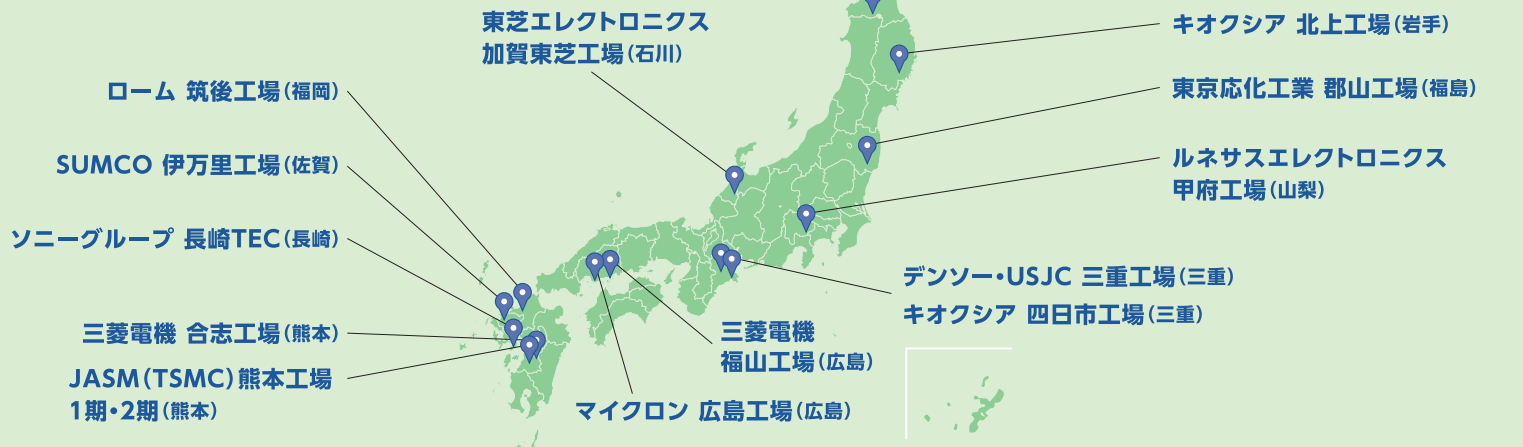 東芝エレクトロニクス
加賀東芝工場（石川）
キオクシア 北上工場（岩手）
東京応化工業 郡山工場（福島）
ルネサスエレクトロニクス
甲府工場（山梨）
ローム 筑後工場（福岡）
SUMCO 伊万里工場（佐賀）
ソニーグループ 長崎TEC（長崎）
三菱電機 合志工場（熊本）
JASM（TSMC）熊本工場
1期・2期（熊本）
デンソー・USJC 三重工場（三重）
キオクシア 四日市工場（三重）
三菱電機
福山工場（広島）
マイクロン 広島工場（広島）